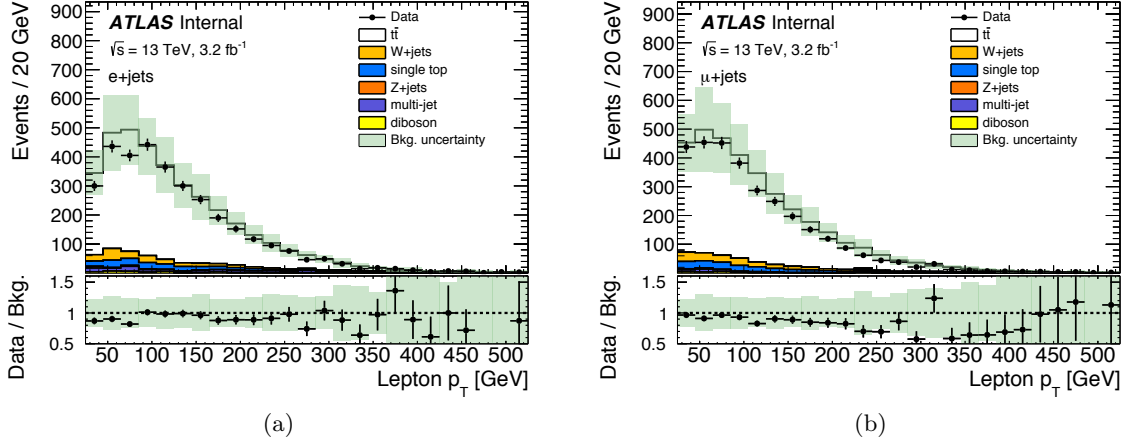 Events / 20 GeV
900
800
700
600
500
400
300
200
100
ATLAS Internal
√s = 13 TeV, 3.2 fb⁻¹
e+jets
Data
tt̄
W+jets
single top
Z+jets
multi-jet
diboson
Bkg. uncertainty
Data / Bkg.
1.5
1
0.5
50 100 150 200 250 300 350 400 450 500
Lepton p_T [GeV]
(a)
Events / 20 GeV
900
800
700
600
500
400
300
200
100
ATLAS Internal
√s = 13 TeV, 3.2 fb⁻¹
μ+jets
Data
tt̄
W+jets
single top
Z+jets
multi-jet
diboson
Bkg. uncertainty
Data / Bkg.
1.5
1
0.5
50 100 150 200 250 300 350 400 450 500
Lepton p_T [GeV]
(b)